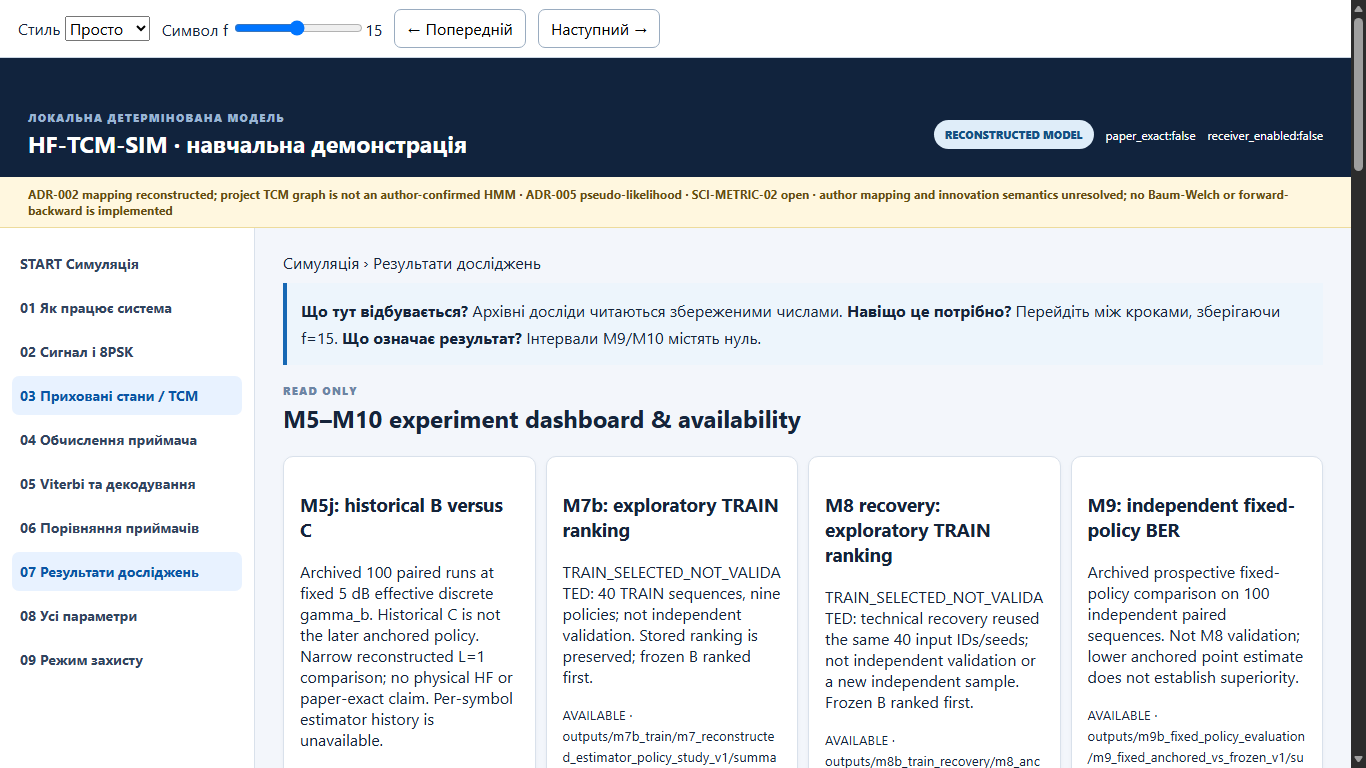 Стиль Просто Символ f 15 ← Попередній Наступний →
ЛОКАЛЬНА ДЕТЕРМІНОВАНА МОДЕЛЬ
HF-TCM-SIM · навчальна демонстрація
RECONSTRUCTED MODEL paper_exact:false receiver_enabled:false
ADR-002 mapping reconstructed; project TCM graph is not an author-confirmed HMM · ADR-005 pseudo-likelihood · SCI-METRIC-02 open · author mapping and innovation semantics unresolved; no Baum-Welch or forward-
backward is implemented
START Симуляція
01 Як працює система
02 Сигнал і 8PSK
03 Приховані стани / TCM
04 Обчислення приймача
05 Viterbi та декодування
06 Порівняння приймачів
07 Результати досліджень
08 Усі параметри
09 Режим захисту
Симуляція › Результати досліджень
Що тут відбувається? Архівні досліди читаються збереженими числами. Навіщо це потрібно? Перейдіть між кроками, зберігаючи
f=15. Що означає результат? Інтервали M9/M10 містять нуль.
READ ONLY
M5–M10 experiment dashboard & availability
M5j: historical B versus
C
Archived 100 paired runs at
fixed 5 dB effective discrete
gamma_b. Historical C is not
the later anchored policy.
Narrow reconstructed L=1
comparison; no physical HF or
paper-exact claim. Per-symbol
estimator history is
unavailable.
M7b: exploratory TRAIN
ranking
TRAIN_SELECTED_NOT_VALIDA
TED: 40 TRAIN sequences, nine
policies; not independent
validation. Stored ranking is
preserved; frozen B ranked
first.
AVAILABLE ·
outputs/m7b_train/m7_reconstructe
d_estimator_policy_study_v1/summa
M8 recovery:
exploratory TRAIN
ranking
TRAIN_SELECTED_NOT_VALIDA
TED: technical recovery reused
the same 40 input IDs/seeds;
not independent validation or
a new independent sample.
Frozen B ranked first.
AVAILABLE ·
outputs/m8b_train_recovery/m8_anc
M9: independent fixed-
policy BER
Archived prospective fixed-
policy comparison on 100
independent paired
sequences. Not M8 validation;
lower anchored point estimate
does not establish superiority.
AVAILABLE ·
outputs/m9b_fixed_policy_evaluation
/m9_fixed_anchored_vs_frozen_v1/su